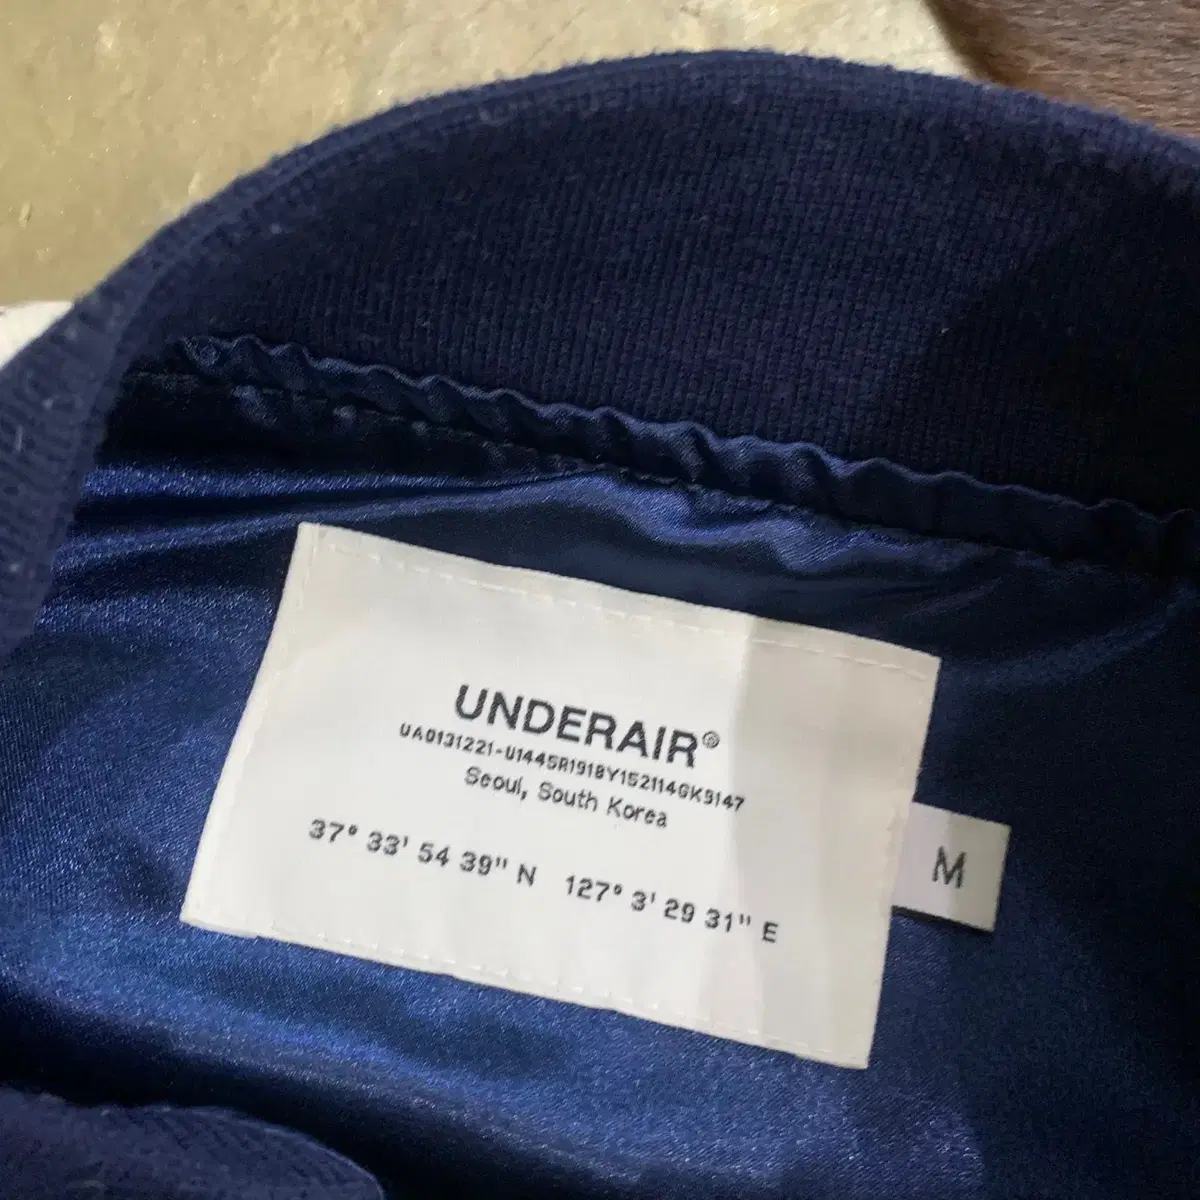 UNDERAIR®
UA0131221-U1445R1918Y152114GK9147
Seoul, South Korea
37° 33' 54 39" N 127° 3' 29 31" E
M